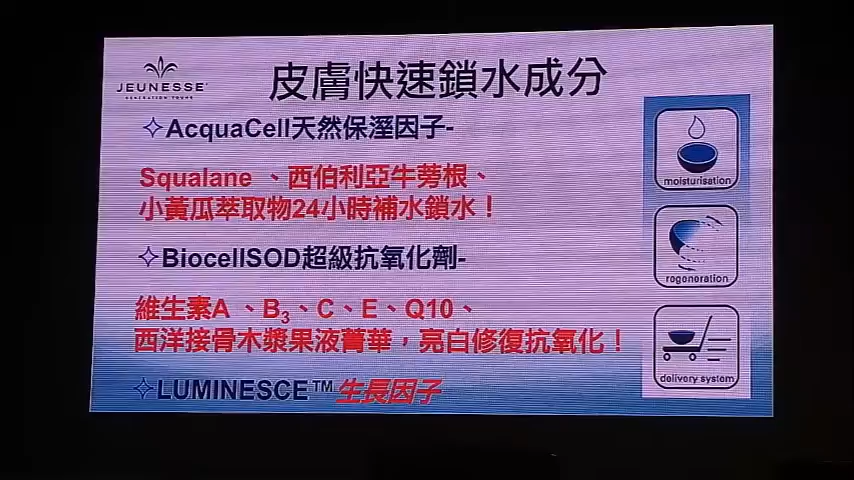 JEUNESSE
GENERATION YOUNG
皮膚快速鎖水成分
AcquaCell天然保溼因子-
Squalane 、西伯利亞牛蒡根、
小黃瓜萃取物24小時補水鎖水！
BiocellSOD超級抗氧化劑-
維生素A 、B3、C、E、Q10、
西洋接骨木漿果液菁華，亮白修復抗氧化！
LUMINESCE™生長因子
moisturisation
regeneration
delivery system